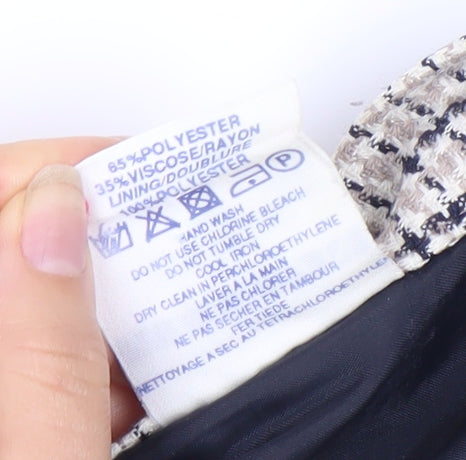 65%POLYESTER
35%VISCOSE/RAYON
LINING/DOUBLURE
100%POLYESTER
P
HAND WASH
DO NOT USE CHLORINE BLEACH
DO NOT TUMBLE DRY
COOL IRON
DRY CLEAN IN PERCHLOROETHYLENE
LAVER A LA MAIN
NE PAS CHLORER
NE PAS SECHER EN TAMBOUR
FER TIEDE
NETTOYAGE A SEC AU TETRACHLOROETHYLE